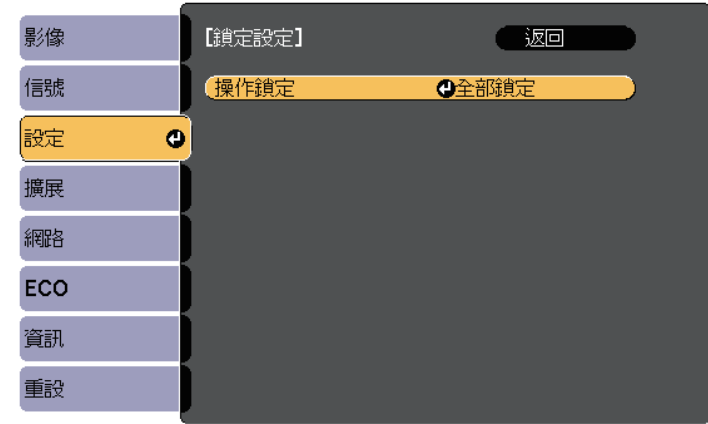 影像
信號
設定
擴展
網路
ECO
資訊
重設
[鎖定設定] 返回
操作鎖定 全部鎖定